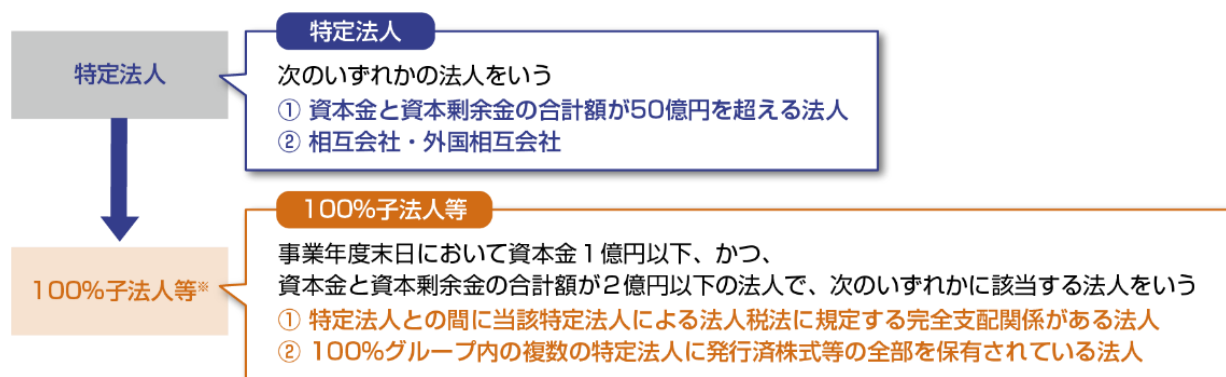 特定法人
特定法人
次のいずれかの法人をいう
① 資本金と資本剰余金の合計額が50億円を超える法人
② 相互会社・外国相互会社
100%子法人等※
100%子法人等
事業年度末日において資本金1億円以下、かつ、
資本金と資本剰余金の合計額が2億円以下の法人で、次のいずれかに該当する法人をいう
① 特定法人との間に当該特定法人による法人税法に規定する完全支配関係がある法人
② 100%グループ内の複数の特定法人に発行済株式等の全部を保有されている法人